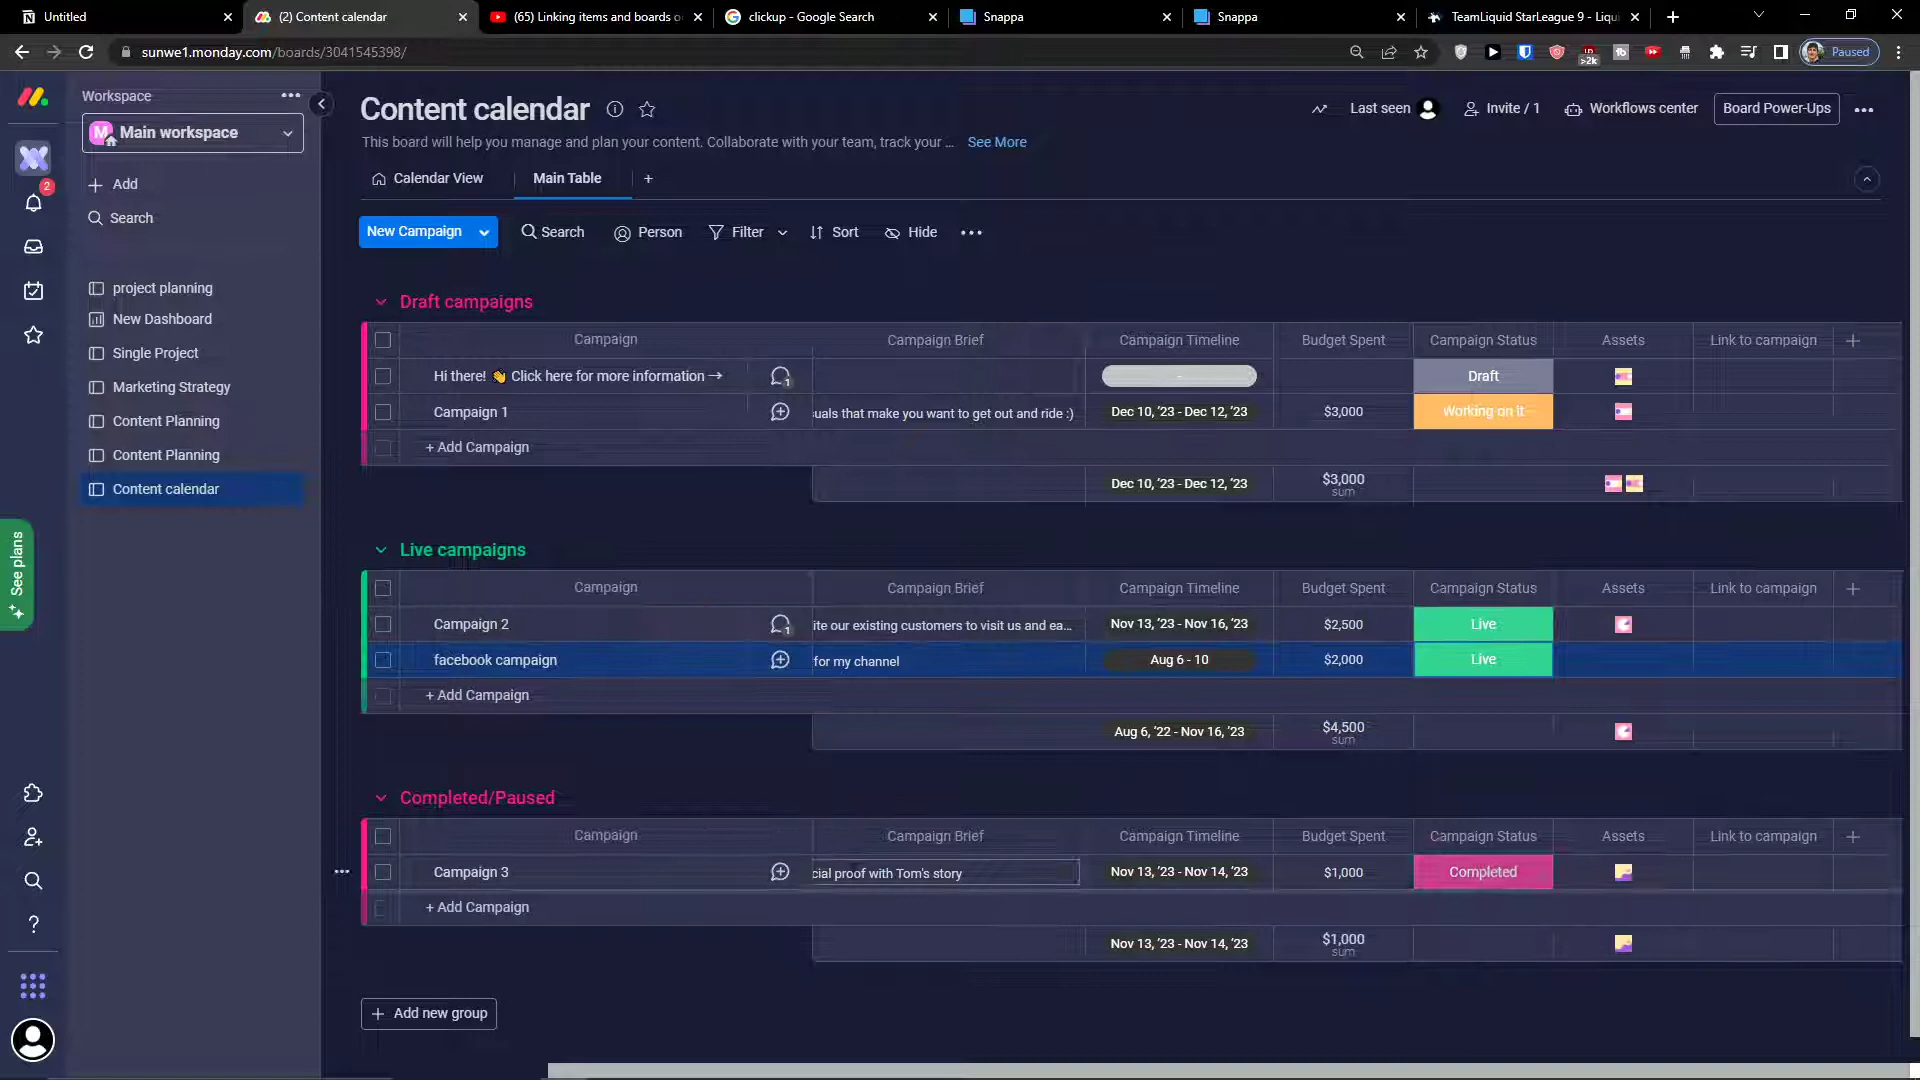 Untitled
(2) Content calendar
(65) Linking items and boards o
clickup - Google Search
Snappa
Snappa
TeamLiquid StarLeague 9 - Liqui
sunwe1.monday.com/boards/3041545398/
>2k
Paused
Workspace
M
Main workspace
2
Add
Search
project planning
New Dashboard
Single Project
Marketing Strategy
Content Planning
Content Planning
Content calendar
See plans
Content calendar
Last seen
Invite / 1
Workflows center
Board Power-Ups
This board will help you manage and plan your content. Collaborate with your team, track your ...
See More
Calendar View
Main Table
New Campaign
Search
Person
Filter
Sort
Hide
Draft campaigns
Campaign
Campaign Brief
Campaign Timeline
Budget Spent
Campaign Status
Assets
Link to campaign
Hi there! 👋 Click here for more information →
1
-
Draft
Campaign 1
suals that make you want to get out and ride :)
Dec 10, '23 - Dec 12, '23
$3,000
Working on it
+ Add Campaign
Dec 10, '23 - Dec 12, '23
$3,000
sum
Live campaigns
Campaign
Campaign Brief
Campaign Timeline
Budget Spent
Campaign Status
Assets
Link to campaign
Campaign 2
1
ite our existing customers to visit us and ea...
Nov 13, '23 - Nov 16, '23
$2,500
Live
facebook campaign
for my channel
Aug 6 - 10
$2,000
Live
+ Add Campaign
Aug 6, '22 - Nov 16, '23
$4,500
sum
Completed/Paused
Campaign
Campaign Brief
Campaign Timeline
Budget Spent
Campaign Status
Assets
Link to campaign
Campaign 3
cial proof with Tom's story
Nov 13, '23 - Nov 14, '23
$1,000
Completed
+ Add Campaign
Nov 13, '23 - Nov 14, '23
$1,000
sum
Add new group